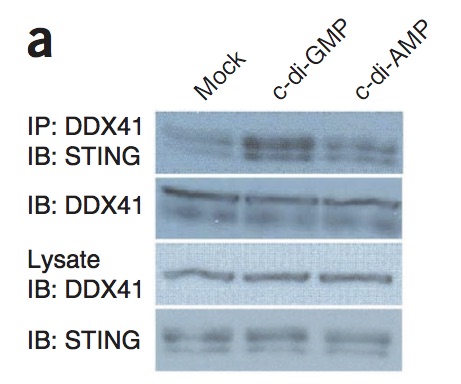 a
Mock
c-di-GMP
c-di-AMP
IP: DDX41
IB: STING
IB: DDX41
Lysate
IB: DDX41
IB: STING